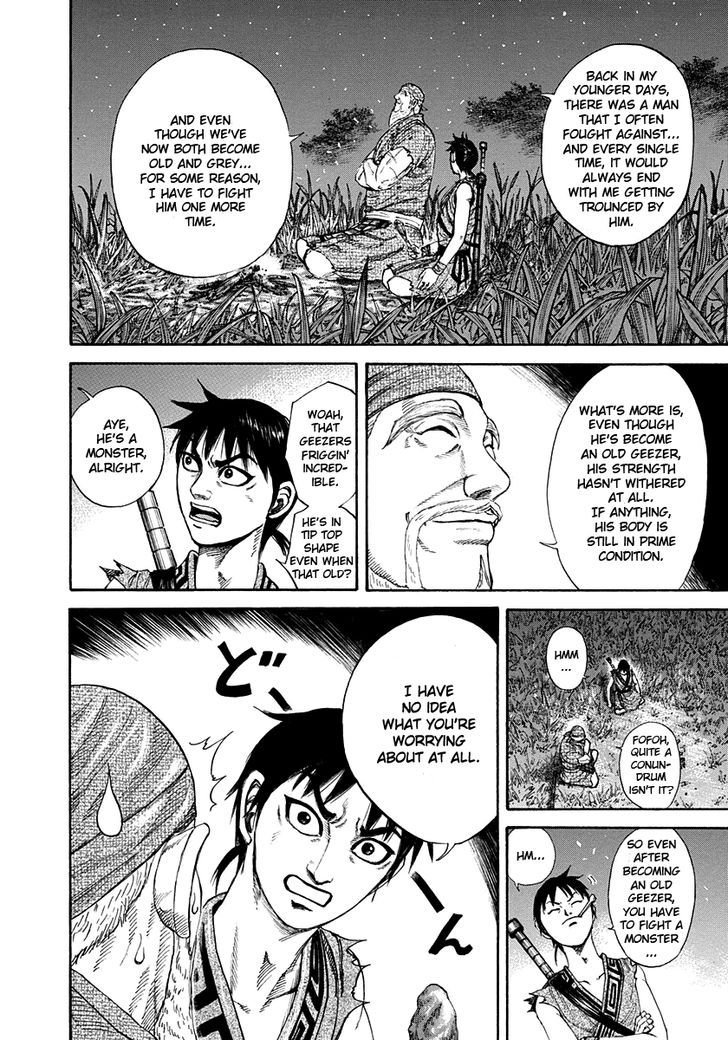 BACK IN MY
YOUNGER DAYS,
THERE WAS A MAN
THAT I OFTEN
FOUGHT AGAINST...
AND EVERY SINGLE
TIME, IT WOULD
ALWAYS END
WITH ME GETTING
TROUNCED BY
HIM.
AND EVEN
THOUGH WE'VE
NOW BOTH BECOME
OLD AND GREY...
FOR SOME REASON,
I HAVE TO FIGHT
HIM ONE MORE
TIME.
WHAT'S MORE IS,
EVEN THOUGH
HE'S BECOME
AN OLD GEEZER,
HIS STRENGTH
HASN'T WITHERED
AT ALL.
IF ANYTHING,
HIS BODY IS
STILL IN PRIME
CONDITION.
WOAH,
THAT
GEEZERS
FRIGGIN'
INCRED-
IBLE.
HE'S IN
TIP TOP
SHAPE
EVEN WHEN
THAT OLD?
AYE,
HE'S A
MONSTER,
ALRIGHT.
HMM
...
FOFOH,
QUITE A
CONUN-
DRUM
ISN'T IT?
SO EVEN
AFTER
BECOMING
AN OLD
GEEZER,
YOU HAVE
TO FIGHT A
MONSTER
...
HM...
I HAVE
NO IDEA
WHAT YOU'RE
WORRYING
ABOUT AT ALL.
ど、
ーん